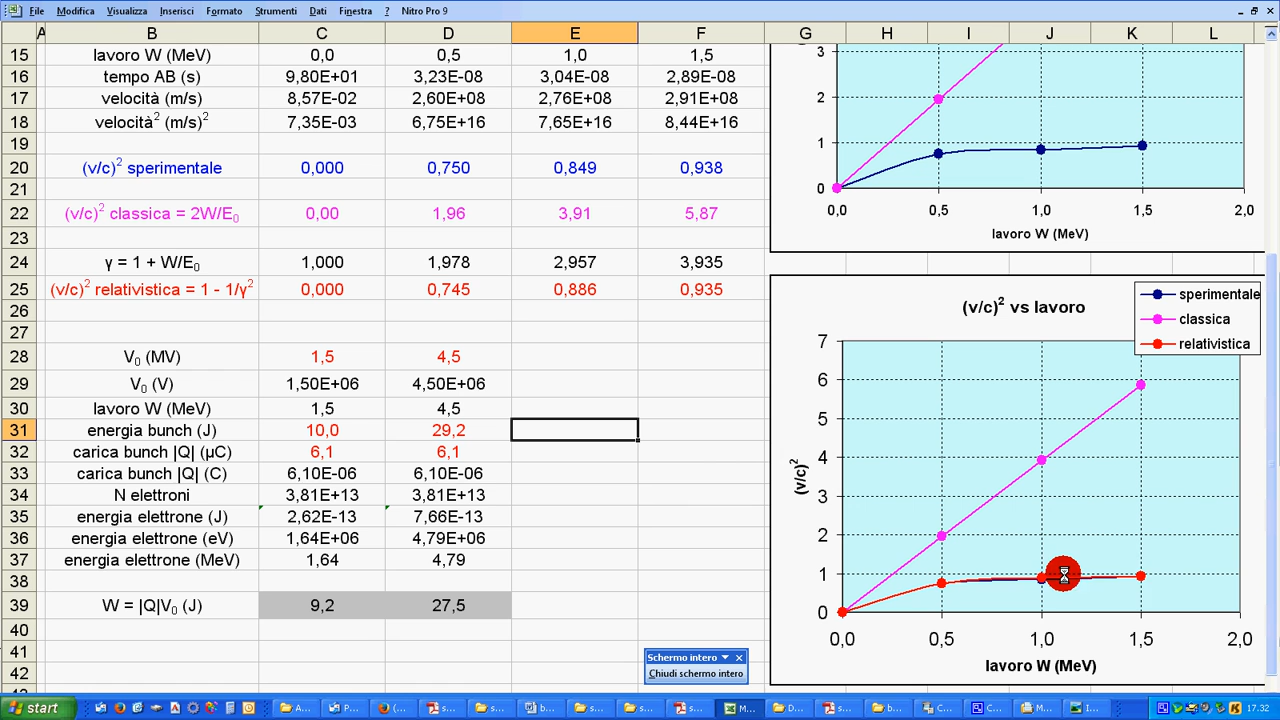 File Modifica Visualizza Inserisci Formato Strumenti Dati Finestra ? Nitro Pro 9
A B C D E F G H I J K L
15 lavoro W (MeV) 0,0 0,5 1,0 1,5
16 tempo AB (s) 9,80E+01 3,23E-08 3,04E-08 2,89E-08
17 velocità (m/s) 8,57E-02 2,60E+08 2,76E+08 2,91E+08
18 velocità² (m/s)² 7,35E-03 6,75E+16 7,65E+16 8,44E+16
19
20 (v/c)² sperimentale 0,000 0,750 0,849 0,938
21
22 (v/c)² classica = 2W/E₀ 0,00 1,96 3,91 5,87
23
24 γ = 1 + W/E₀ 1,000 1,978 2,957 3,935
25 (v/c)² relativistica = 1 - 1/γ² 0,000 0,745 0,886 0,935
26
27
28 V₀ (MV) 1,5 4,5
29 V₀ (V) 1,50E+06 4,50E+06
30 lavoro W (MeV) 1,5 4,5
31 energia bunch (J) 10,0 29,2
32 carica bunch |Q| (µC) 6,1 6,1
33 carica bunch |Q| (C) 6,10E-06 6,10E-06
34 N elettroni 3,81E+13 3,81E+13
35 energia elettrone (J) 2,62E-13 7,66E-13
36 energia elettrone (eV) 1,64E+06 4,79E+06
37 energia elettrone (MeV) 1,64 4,79
38
39 W = |Q|V₀ (J) 9,2 27,5
40
41
42
3
2
1
0
0,0 0,5 1,0 1,5 2,0
lavoro W (MeV)
(v/c)² vs lavoro
sperimentale
classica
relativistica
(v/c)²
7
6
5
4
3
2
1
0
0,0 0,5 1,0 1,5 2,0
lavoro W (MeV)
Schermo intero
Chiudi schermo intero
start A... P... (... s... s... b... s... s... s... M... D... s... b... C... C... M... I... 17.32